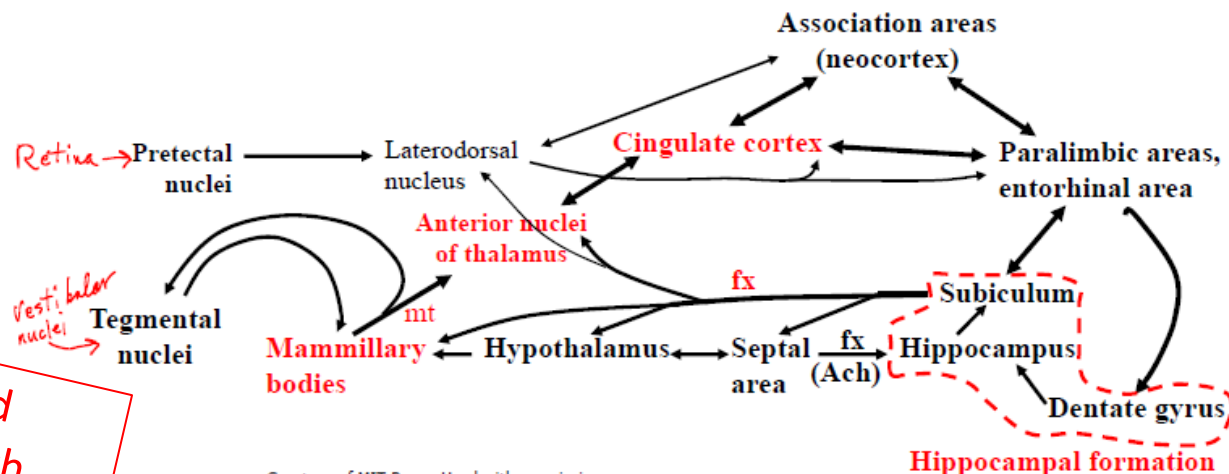 Association areas
(neocortex)
Retina → Pretectal
nuclei
Laterodorsal
nucleus
Cingulate cortex
Paralimbic areas,
entorhinal area
Anterior nuclei
of thalamus
mt
fx
Subiculum
Vestibular
nuclei
Tegmental
nuclei
Mammillary
bodies
Hypothalamus
Septal
area
fx
(Ach)
Hippocampus
Dentate gyrus
Hippocampal formation